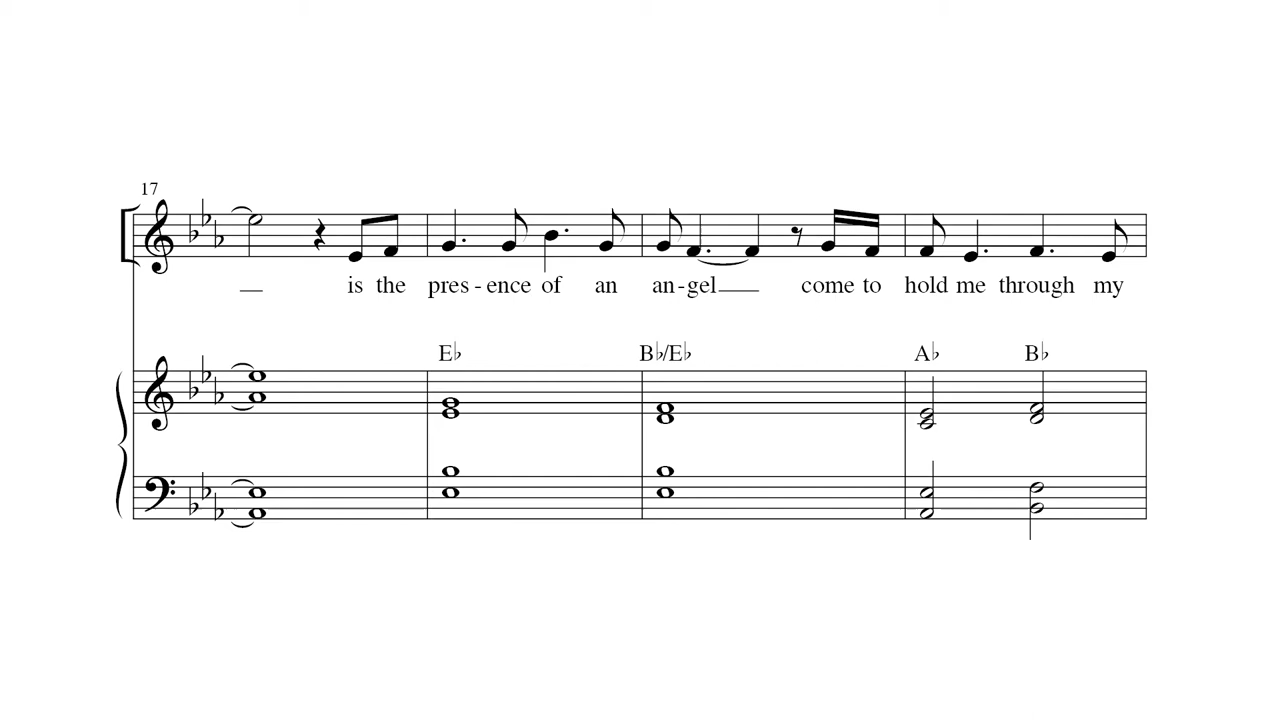 17
is the pres - ence of an an - gel come to hold me through my
E♭ B♭/E♭ A♭ B♭